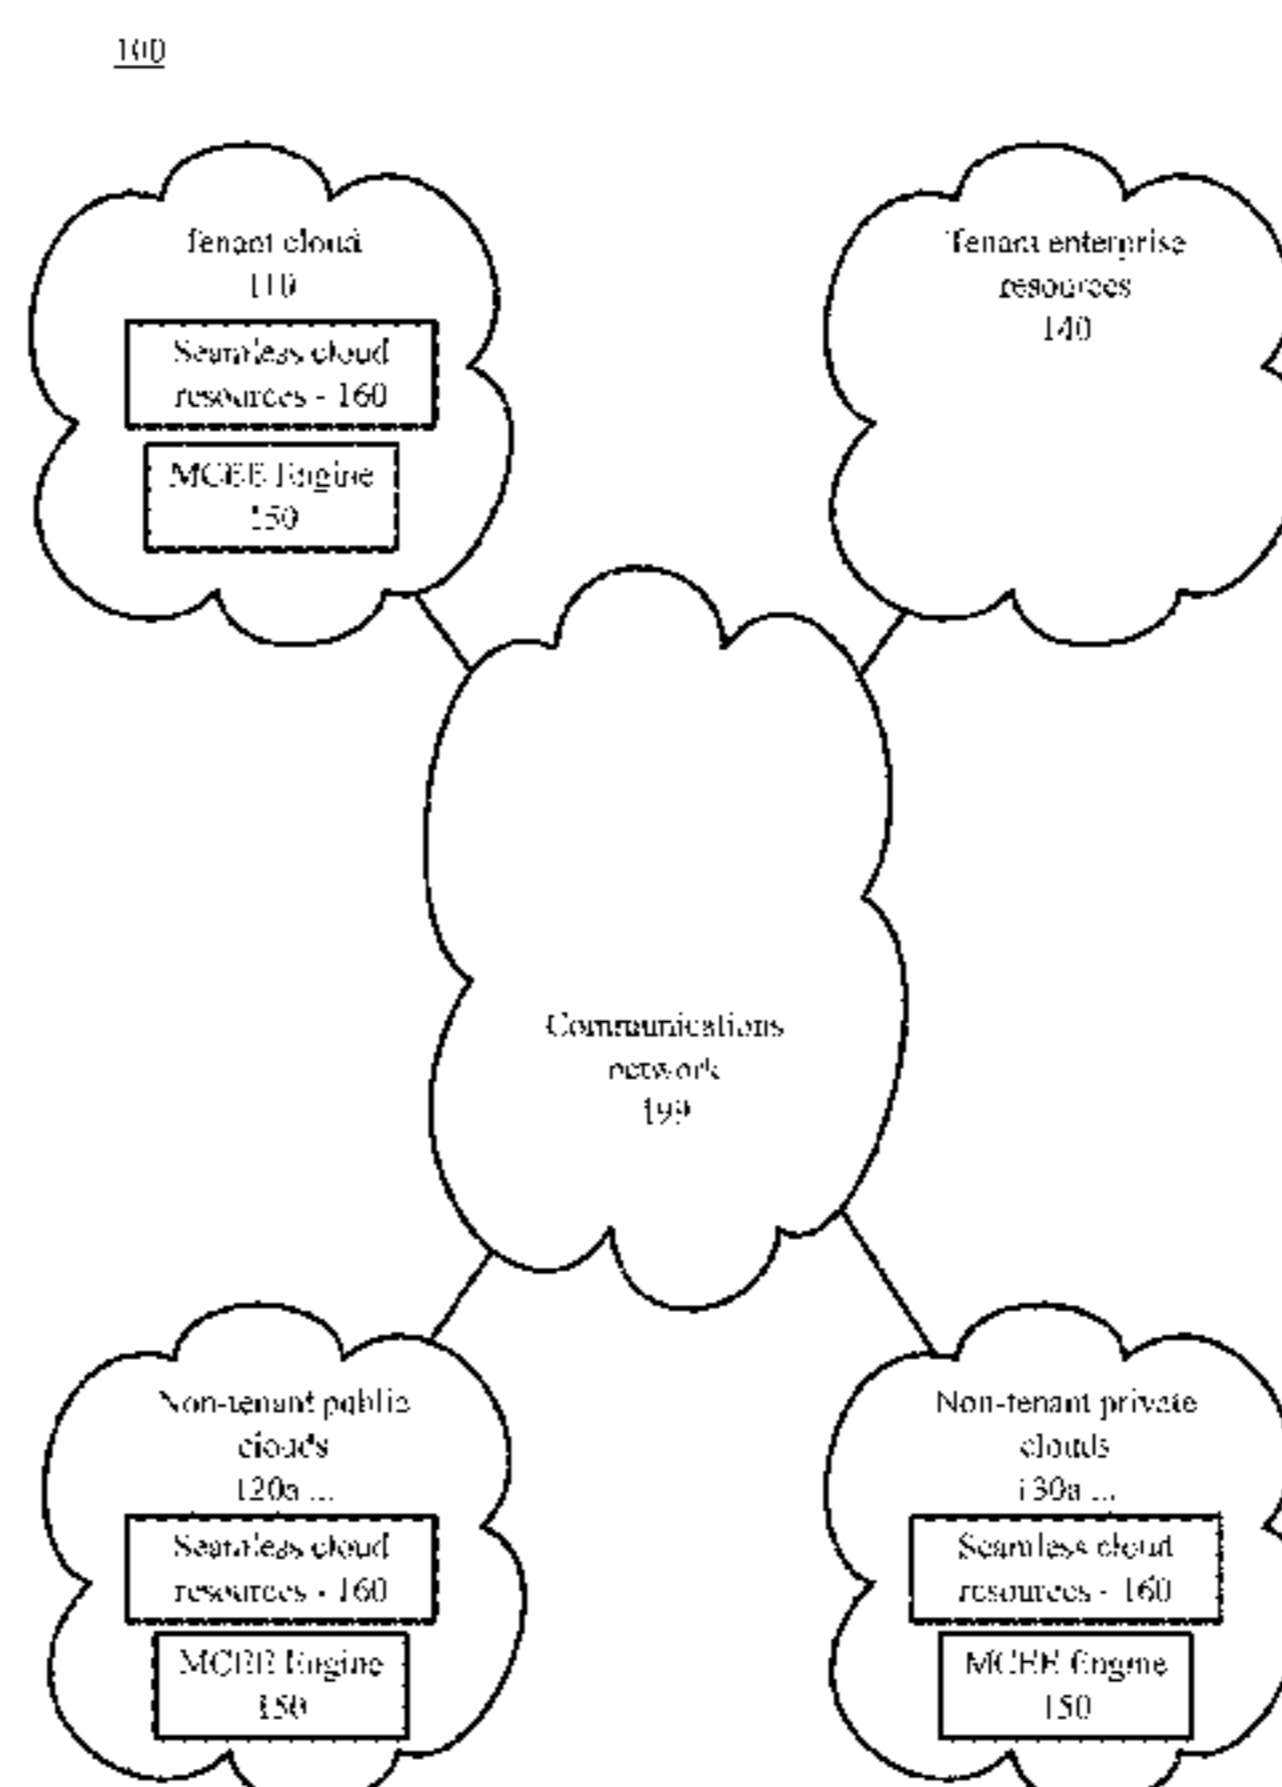 100
Tenant cloud
110
Seamless cloud
resources - 160
MCEE Engine
150
Tenant enterprise
resources
140
Communications
network
199
Non-tenant public
clouds
120a ...
Seamless cloud
resources - 160
MCEE Engine
150
Non-tenant private
clouds
130a ...
Seamless cloud
resources - 160
MCEE Engine
150